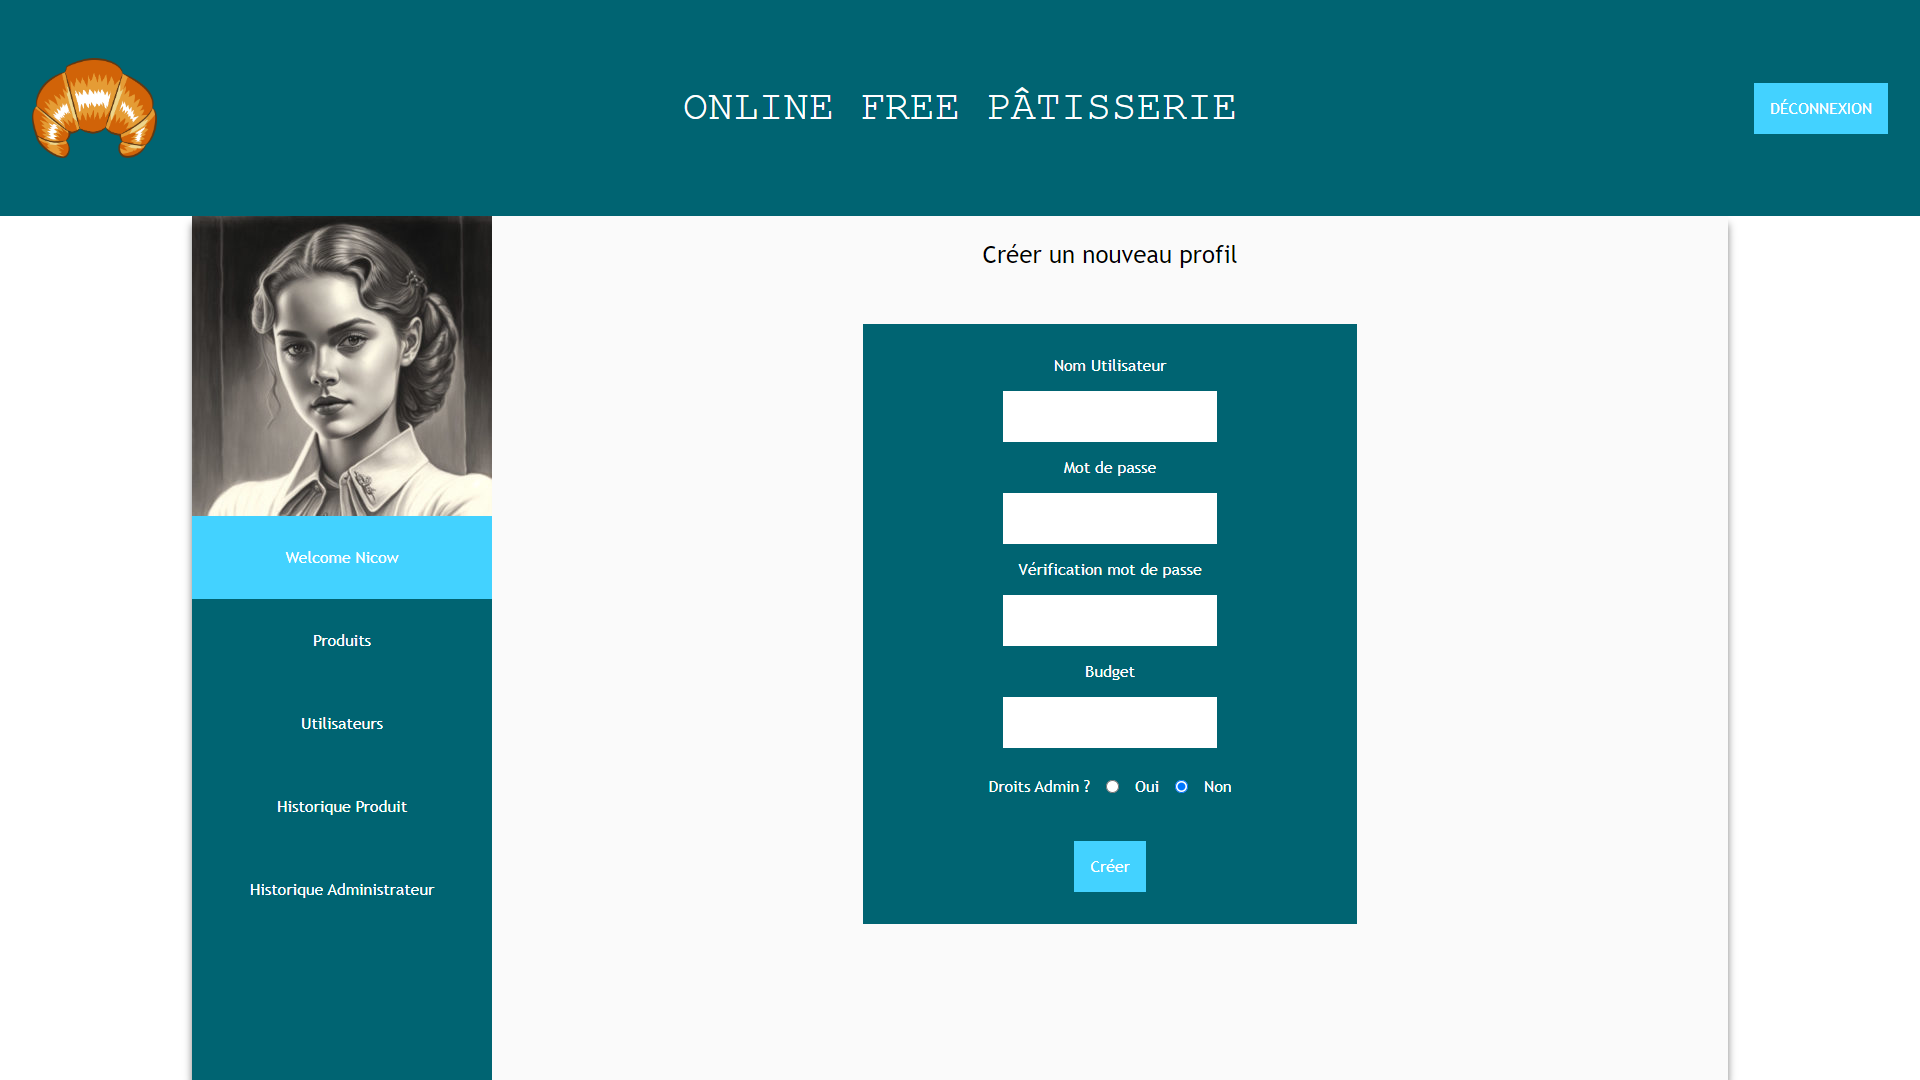 ONLINE FREE PÂTISSERIE
DÉCONNEXION
Welcome Nicow
Produits
Utilisateurs
Historique Produit
Historique Administrateur
Créer un nouveau profil
Nom Utilisateur
Mot de passe
Vérification mot de passe
Budget
Droits Admin ? Oui Non
Créer